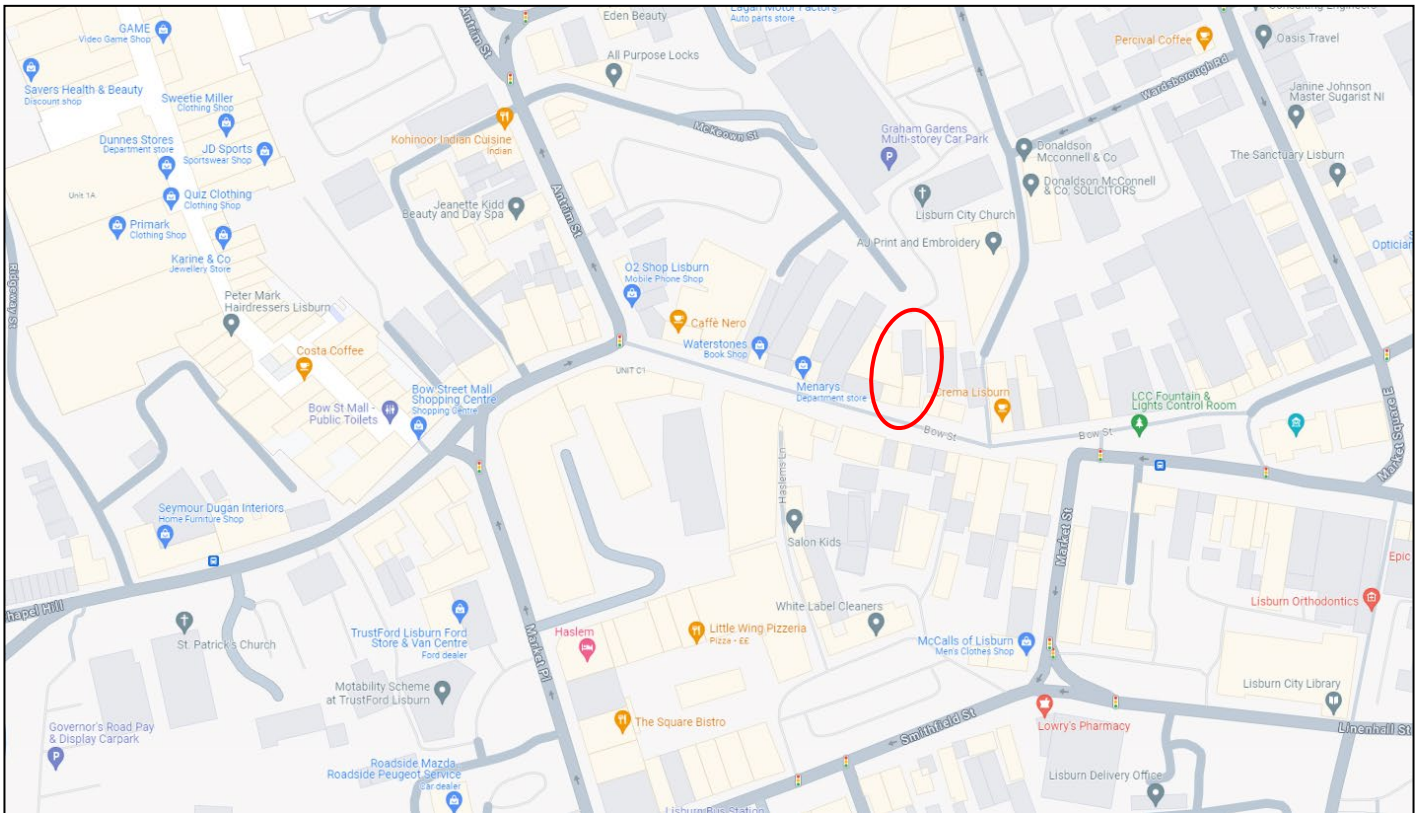 GAME
Video Game Shop
Savers Health & Beauty
Discount shop
Sweetie Miller
Clothing Shop
Dunnes Stores
Department store
JD Sports
Sportswear Shop
Unit 1A
Quiz Clothing
Clothing Shop
Primark
Clothing Shop
Karine & Co
Jewellery Store
Ridgeway St
Peter Mark
Hairdressers Lisburn
Costa Coffee
Bow St Mall -
Public Toilets
Bow Street Mall
Shopping Centre
Shopping Centre
Seymour Dugan Interiors
Home Furniture Shop
hapel Hill
St. Patrick's Church
TrustFord Lisburn Ford
Store & Van Centre
Ford dealer
Motability Scheme
at TrustFord Lisburn
Governor's Road Pay
& Display Carpark
P
Roadside Mazda,
Roadside Peugeot Service
Car dealer
Antrim St
Eden Beauty
Lagan Motor Factors
Auto parts store
All Purpose Locks
Kohinoor Indian Cuisine
Indian
McKeown St
Jeanette Kidd
Beauty and Day Spa
Antrim St
O2 Shop Lisburn
Mobile Phone Shop
Caffè Nero
Waterstones
Book Shop
UNIT C1
Menarys
Department store
Graham Gardens
Multi-storey Car Park
P
Lisburn City Church
AJ Print and Embroidery
Donaldson
Mcconnell & Co
Donaldson McConnell
& Co, SOLICITORS
Percival Coffee
Wardsborough Rd
Consulting Engineers
Oasis Travel
Janine Johnson
Master Sugarist NI
The Sanctuary Lisburn
Optician
Crema Lisburn
Bow St
Bow St
LCC Fountain &
Lights Control Room
Market Square E
Market St
Haslems Ln
Salon Kids
White Label Cleaners
Market Pl
Haslem
Little Wing Pizzeria
Pizza • ££
The Square Bistro
McCalls of Lisburn
Men's Clothes Shop
Smithfield St
Lowry's Pharmacy
Epic
Lisburn Orthodontics
Lisburn City Library
Linenhall St
Lisburn Delivery Office
Lisburn Bus Station